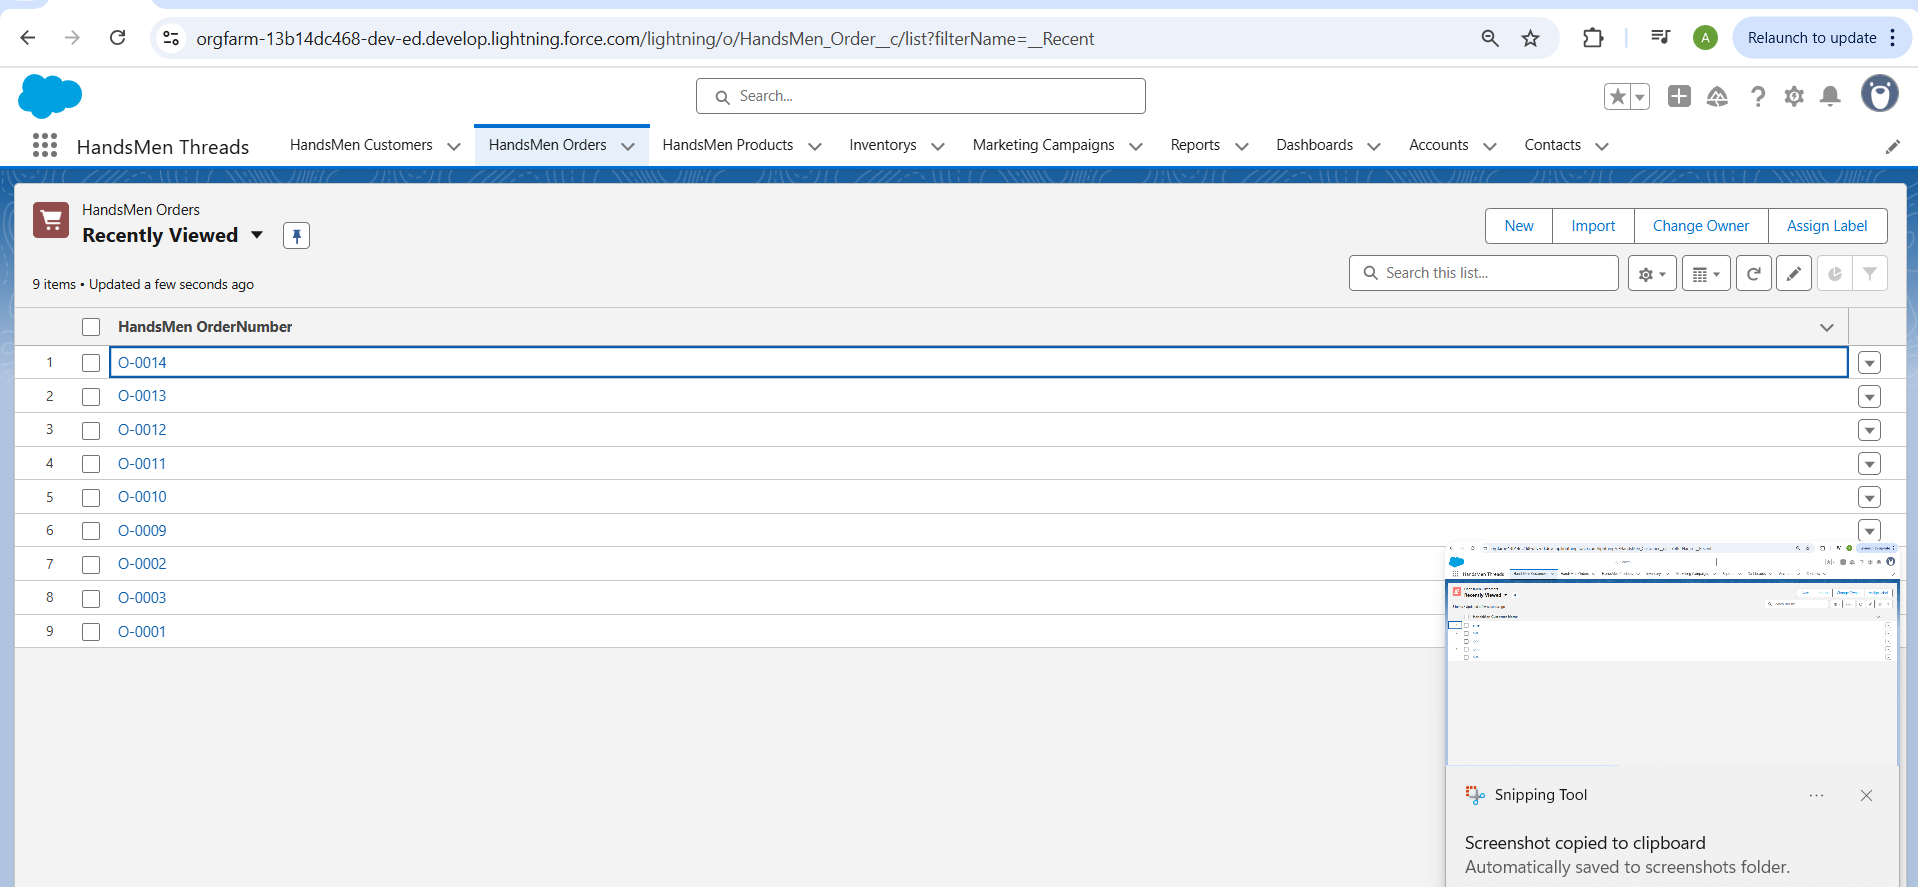 orgfarm-13b14dc468-dev-ed.develop.lightning.force.com/lightning/o/HandsMen_Order__c/list?filterName=__Recent
A
Relaunch to update
Search...
HandsMen Threads
HandsMen Customers
HandsMen Orders
HandsMen Products
Inventorys
Marketing Campaigns
Reports
Dashboards
Accounts
Contacts
HandsMen Orders
Recently Viewed
New
Import
Change Owner
Assign Label
9 items • Updated a few seconds ago
Search this list...
HandsMen OrderNumber
1 O-0014
2 O-0013
3 O-0012
4 O-0011
5 O-0010
6 O-0009
7 O-0002
8 O-0003
9 O-0001
HandsMen Threads
Recently Viewed
Snipping Tool
Screenshot copied to clipboard
Automatically saved to screenshots folder.